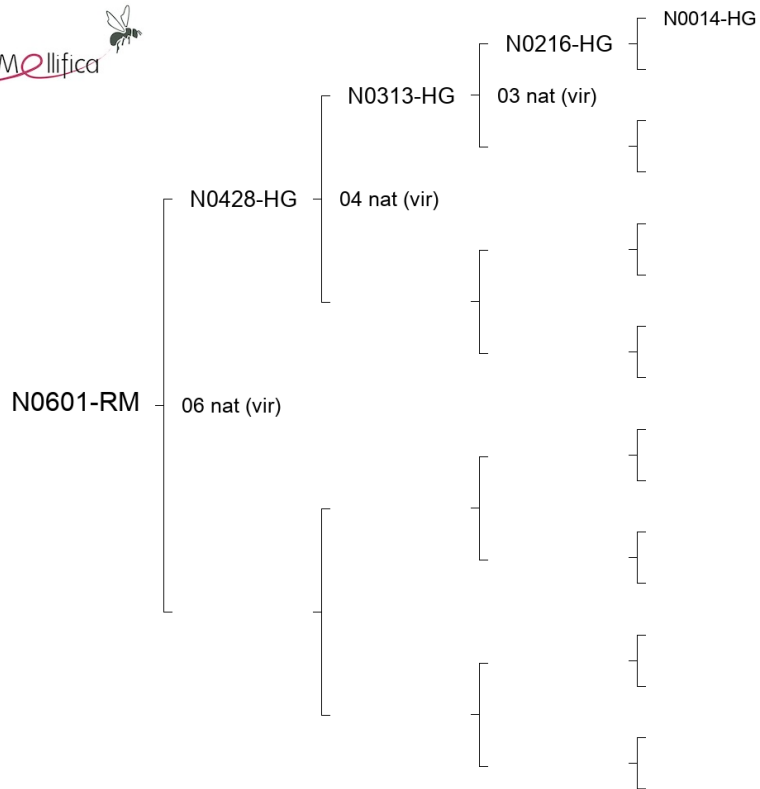 Mellifica
N0014-HG
N0216-HG
N0313-HG
03 nat (vir)
N0428-HG
04 nat (vir)
N0601-RM
06 nat (vir)